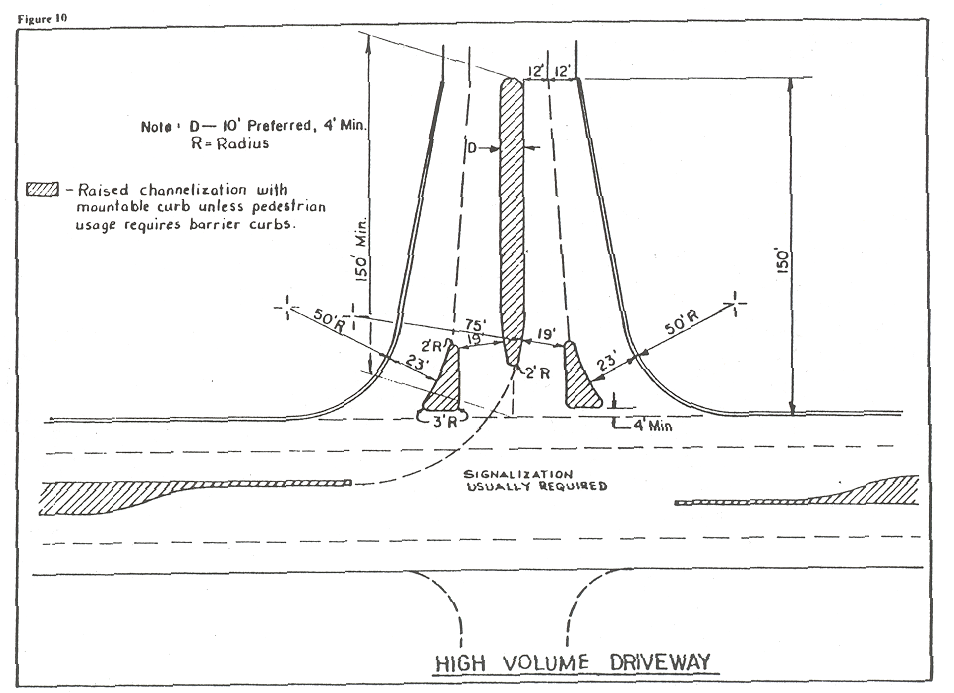 Figure 10
12' 12'
Note: D— 10' Preferred, 4' Min.
R = Radius
D
- Raised channelization with
mountable curb unless pedestrian
usage requires barrier curbs.
150' Min.
150'
50'R
75'
50'R
2'R
19'
19'
23'
23'
2'R
3'R
4' Min
SIGNALIZATION
USUALLY REQUIRED
HIGH VOLUME DRIVEWAY